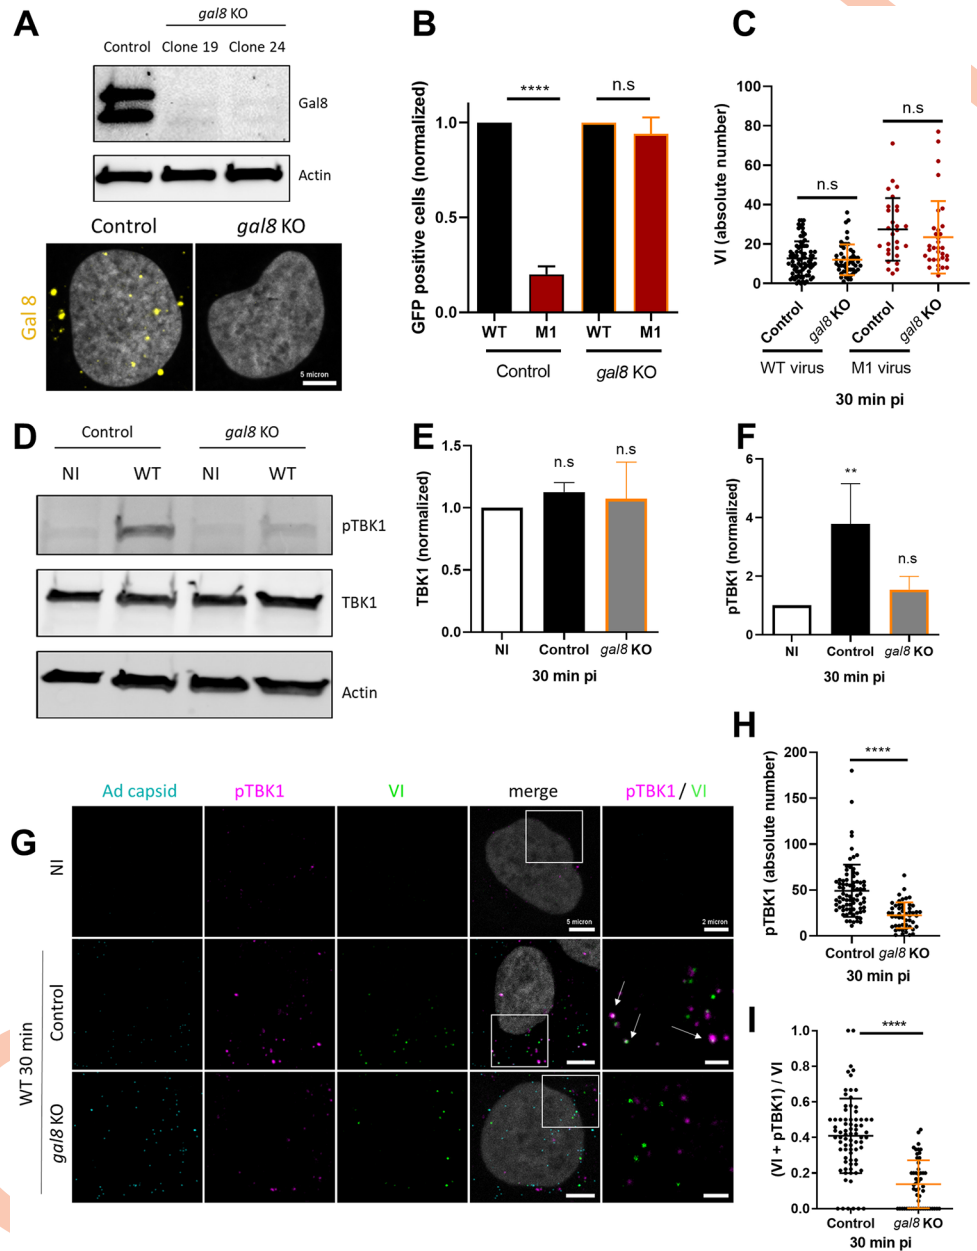 A
gal8 KO
Control Clone 19 Clone 24
Gal8
Actin
Control gal8 KO
Gal 8
5 micron
B
GFP positive cells (normalized)
**** n.s
1.0
0.5
0.0
WT M1 WT M1
Control gal8 KO
C
VI (absolute number)
100
80
60
40
20
0
n.s
n.s
Control gal8 KO Control gal8 KO
WT virus M1 virus
30 min pi
D
Control gal8 KO
NI WT NI WT
pTBK1
TBK1
Actin
E
TBK1 (normalized)
1.5
1.0
0.5
0.0
n.s n.s
NI Control gal8 KO
30 min pi
F
pTBK1 (normalized)
6
4
2
0
**
n.s
NI Control gal8 KO
30 min pi
G
Ad capsid pTBK1 VI merge pTBK1 / VI
NI
5 micron 2 micron
WT 30 min
Control
gal8 KO
H
pTBK1 (absolute number)
200
150
100
50
0
****
Control gal8 KO
30 min pi
I
(VI + pTBK1) / VI
1.0
0.8
0.6
0.4
0.2
0.0
****
Control gal8 KO
30 min pi